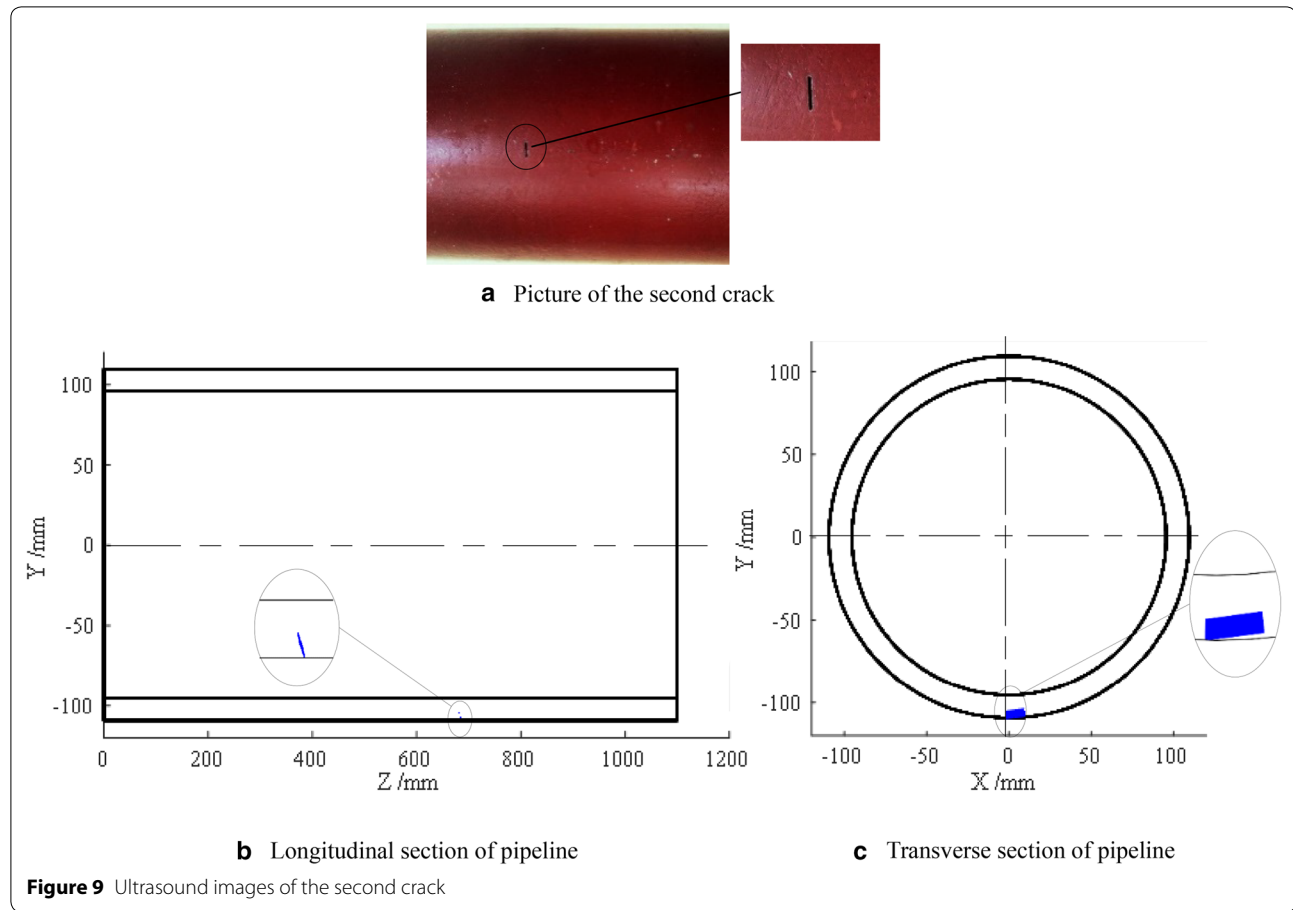 a Picture of the second crack
100
50
0
-50
-100
Y /mm
0 200 400 600 800 1000 1200
Z /mm
b Longitudinal section of pipeline
100
50
0
-50
-100
Y /mm
-100 -50 0 50 100
X /mm
c Transverse section of pipeline
Figure 9 Ultrasound images of the second crack